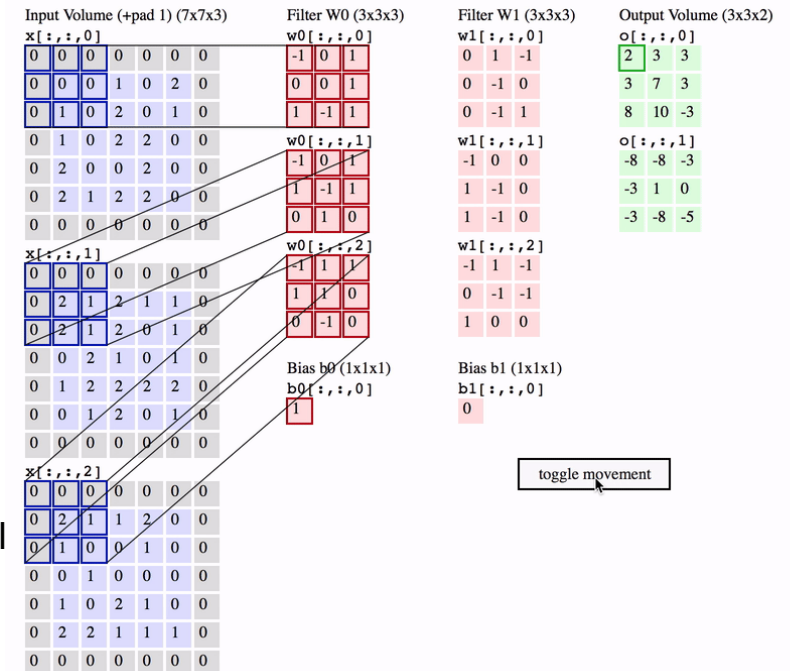 Input Volume (+pad 1) (7x7x3)
x[:,:,0]
0 0 0 0 0 0 0
0 0 0 1 0 2 0
0 1 0 2 0 1 0
0 1 0 2 2 0 0
0 2 0 0 2 0 0
0 2 1 2 2 0 0
0 0 0 0 0 0 0
x[:,:,1]
0 0 0 0 0 0 0
0 2 1 2 1 1 0
0 2 1 2 0 1 0
0 0 2 1 0 1 0
0 1 2 2 2 2 0
0 0 1 2 0 1 0
0 0 0 0 0 0 0
x[:,:,2]
0 0 0 0 0 0 0
0 2 1 1 2 0 0
0 1 0 0 1 0 0
0 0 1 0 0 0 0
0 1 0 2 1 0 0
0 2 2 1 1 1 0
0 0 0 0 0 0 0
Filter W0 (3x3x3)
w0[:,:,0]
-1 0 1
0 0 1
1 -1 1
w0[:,:,1]
-1 0 1
1 -1 1
0 1 0
w0[:,:,2]
-1 1 1
1 1 0
0 -1 0
Bias b0 (1x1x1)
b0[:,:,0]
1
Filter W1 (3x3x3)
w1[:,:,0]
0 1 -1
0 -1 0
0 -1 1
w1[:,:,1]
-1 0 0
1 -1 0
1 -1 0
w1[:,:,2]
-1 1 -1
0 -1 -1
1 0 0
Bias b1 (1x1x1)
b1[:,:,0]
0
Output Volume (3x3x2)
o[:,:,0]
2 3 3
3 7 3
8 10 -3
o[:,:,1]
-8 -8 -3
-3 1 0
-3 -8 -5
toggle movement